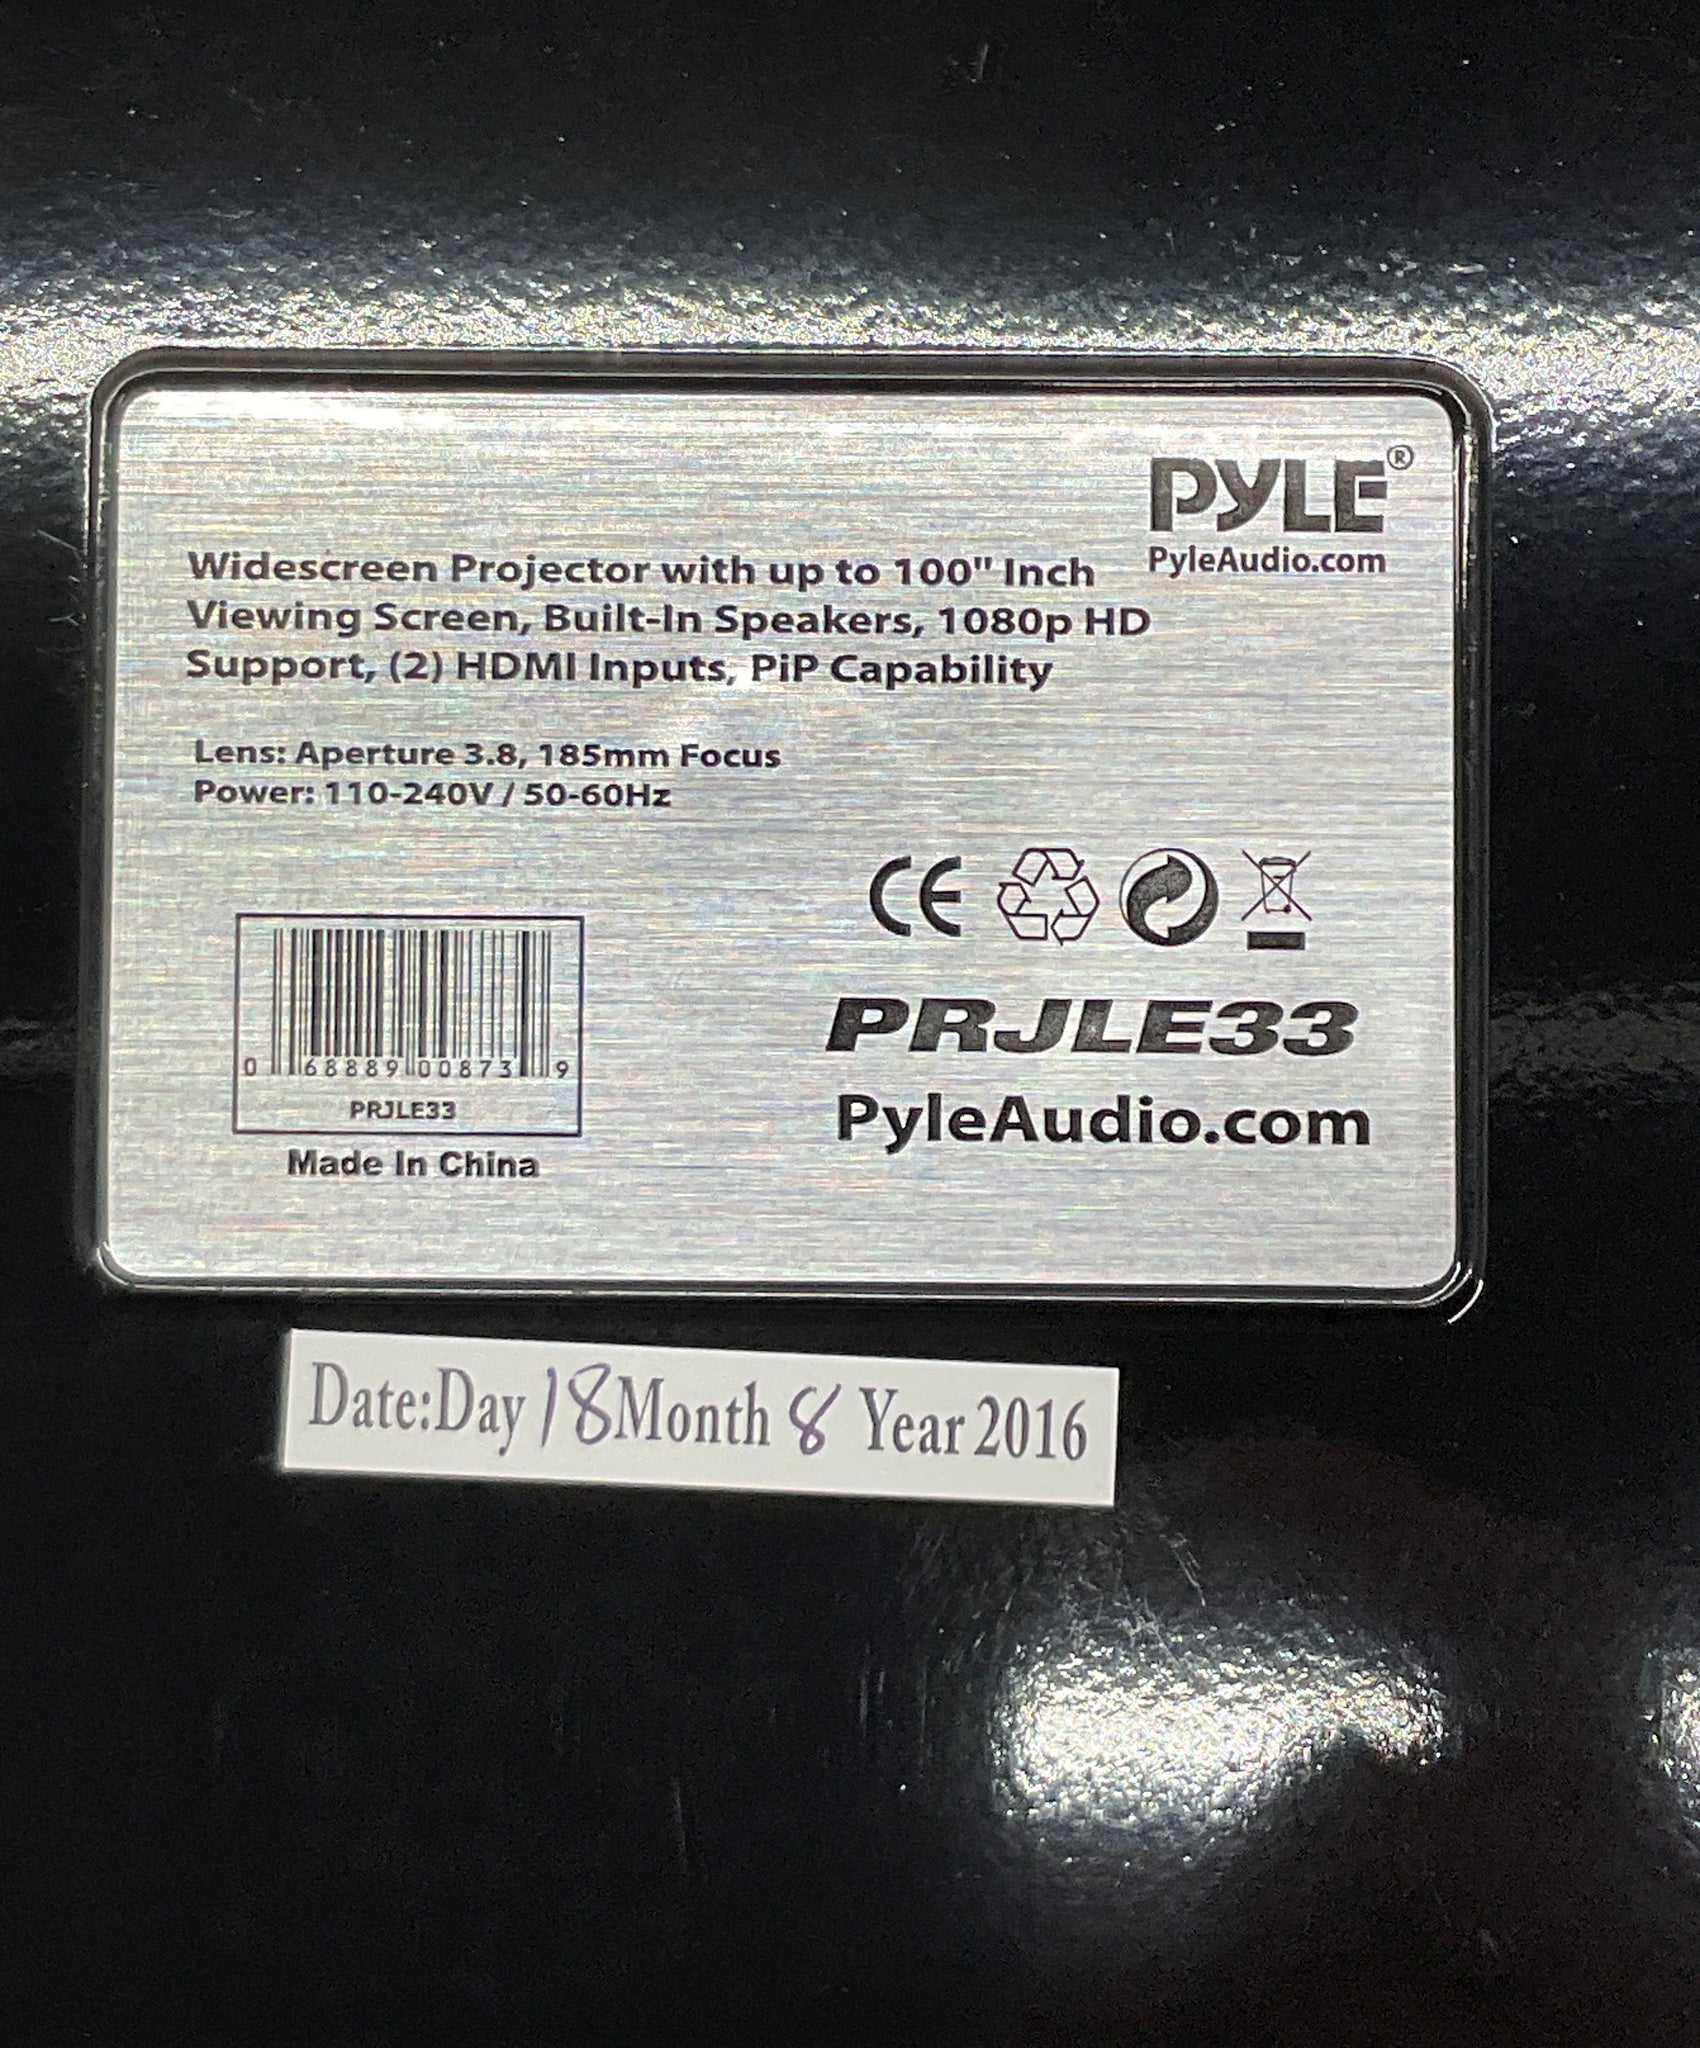 PYLE®
PyleAudio.com
Widescreen Projector with up to 100" Inch
Viewing Screen, Built-In Speakers, 1080p HD
Support, (2) HDMI Inputs, PiP Capability
Lens: Aperture 3.8, 185mm Focus
Power: 110-240V / 50-60Hz
CE
0 68889 00873 9
PRJLE33
Made In China
PRJLE33
PyleAudio.com
Date:Day 18 Month 8 Year 2016